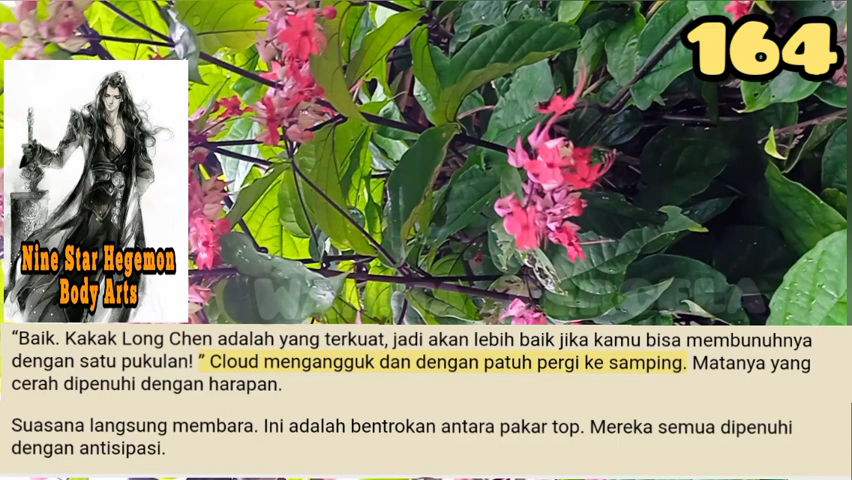 164
Nine Star Hegemon
Body Arts
“Baik. Kakak Long Chen adalah yang terkuat, jadi akan lebih baik jika kamu bisa membunuhnya
dengan satu pukulan! ” Cloud mengangguk dan dengan patuh pergi ke samping. Matanya yang
cerah dipenuhi dengan harapan.
Suasana langsung membara. Ini adalah bentrokan antara pakar top. Mereka semua dipenuhi
dengan antisipasi.